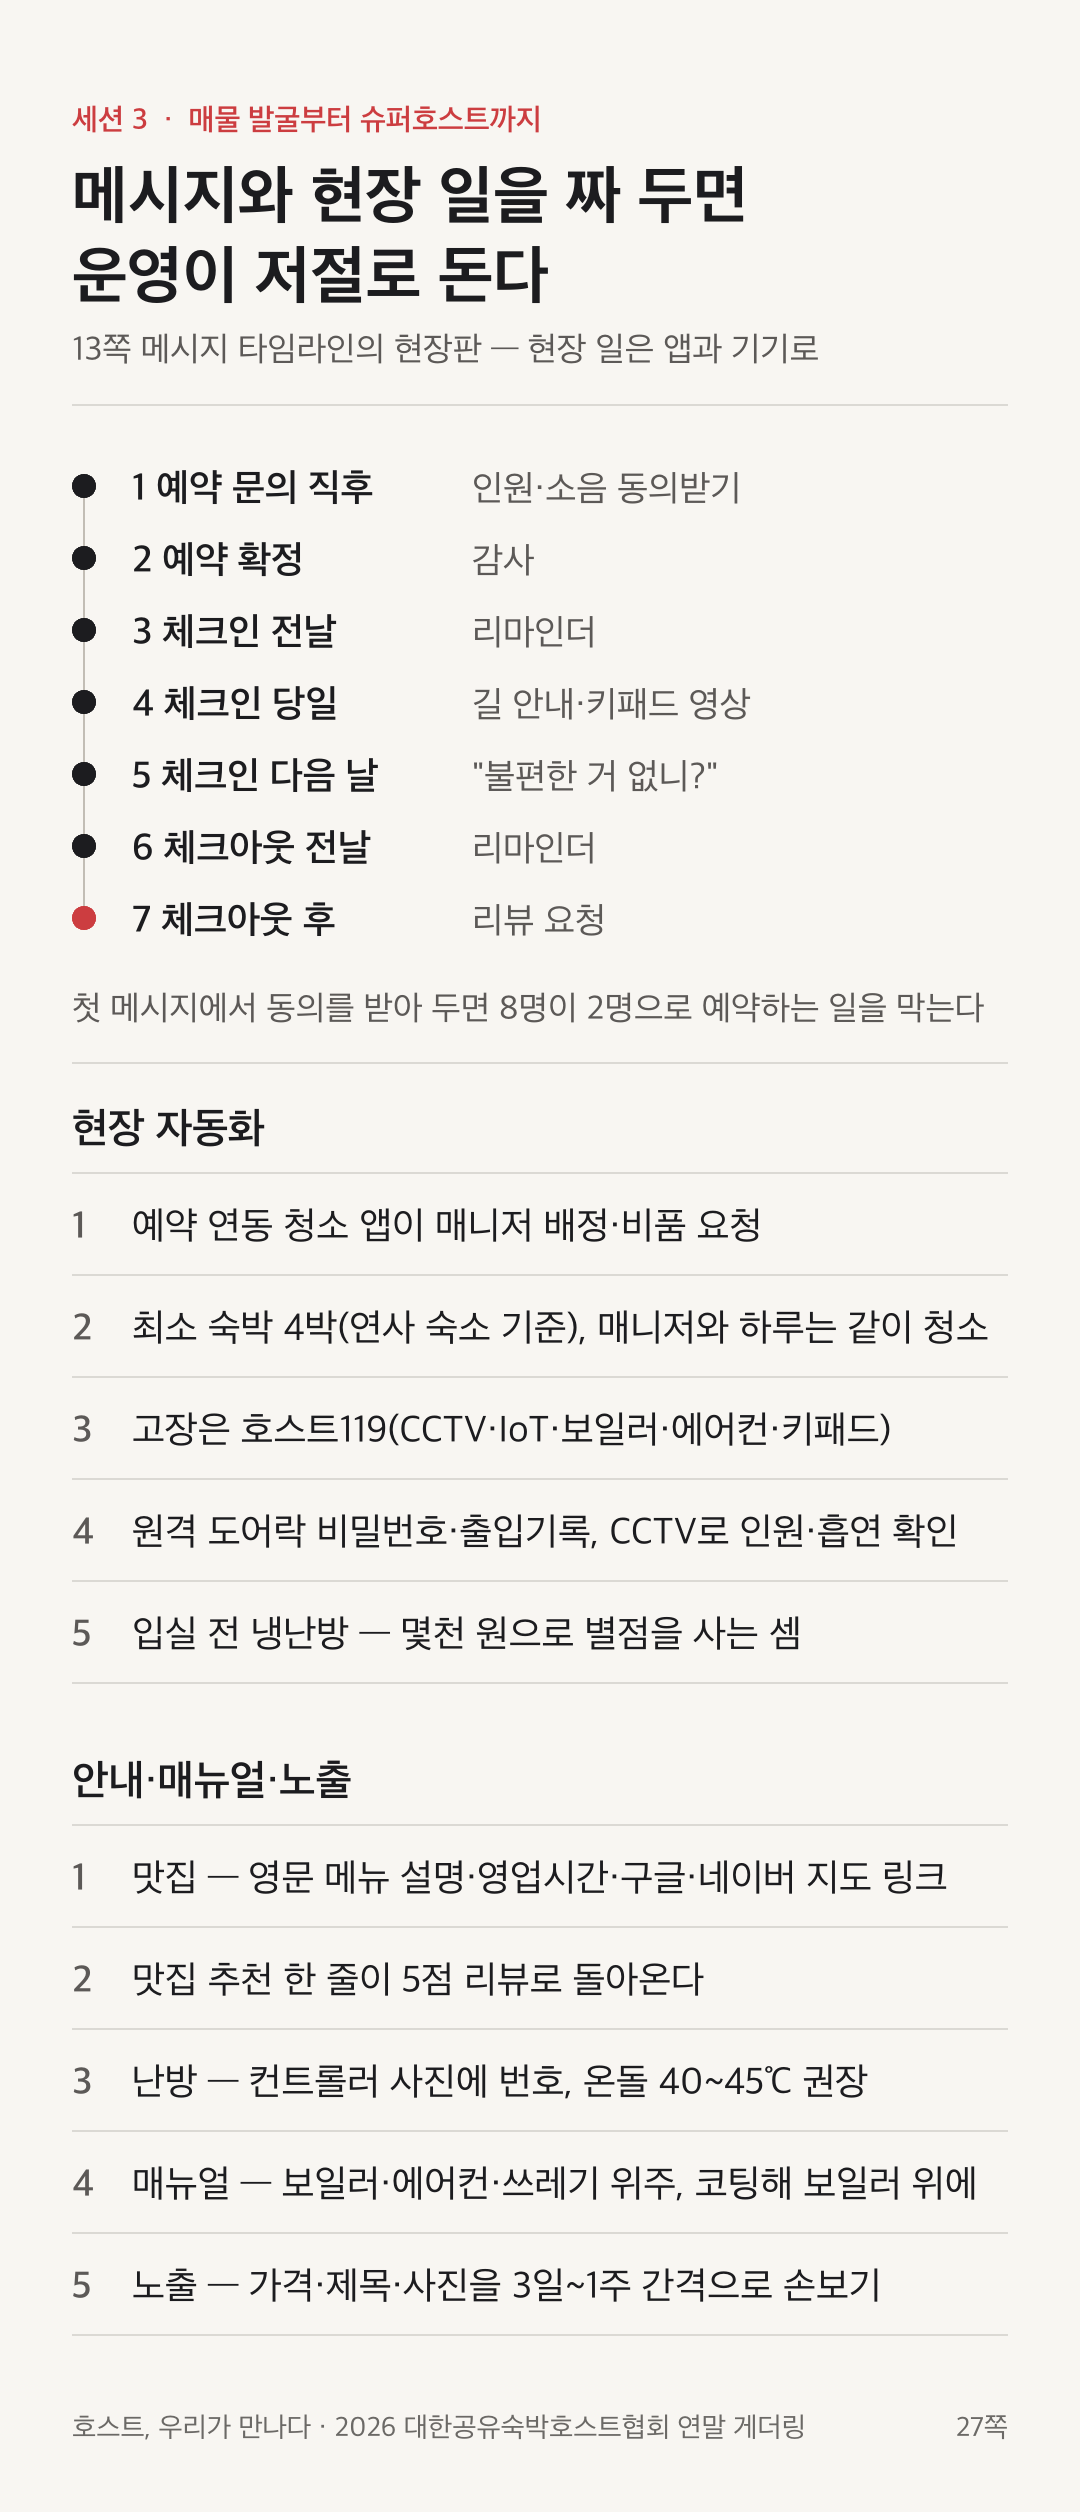 세션 3 · 매물 발굴부터 슈퍼호스트까지
메시지와 현장 일을 짜 두면
운영이 저절로 돈다
13쪽 메시지 타임라인의 현장판 — 현장 일은 앱과 기기로
1 예약 문의 직후 인원·소음 동의받기
2 예약 확정 감사
3 체크인 전날 리마인더
4 체크인 당일 길 안내·키패드 영상
5 체크인 다음 날 "불편한 거 없니?"
6 체크아웃 전날 리마인더
7 체크아웃 후 리뷰 요청
첫 메시지에서 동의를 받아 두면 8명이 2명으로 예약하는 일을 막는다
현장 자동화
1 예약 연동 청소 앱이 매니저 배정·비품 요청
2 최소 숙박 4박(연사 숙소 기준), 매니저와 하루는 같이 청소
3 고장은 호스트119(CCTV·IoT·보일러·에어컨·키패드)
4 원격 도어락 비밀번호·출입기록, CCTV로 인원·흡연 확인
5 입실 전 냉난방 — 몇천 원으로 별점을 사는 셈
안내·매뉴얼·노출
1 맛집 — 영문 메뉴 설명·영업시간·구글·네이버 지도 링크
2 맛집 추천 한 줄이 5점 리뷰로 돌아온다
3 난방 — 컨트롤러 사진에 번호, 온돌 40~45℃ 권장
4 매뉴얼 — 보일러·에어컨·쓰레기 위주, 코팅해 보일러 위에
5 노출 — 가격·제목·사진을 3일~1주 간격으로 손보기
호스트, 우리가 만나다 · 2026 대한공유숙박호스트협회 연말 게더링 27쪽